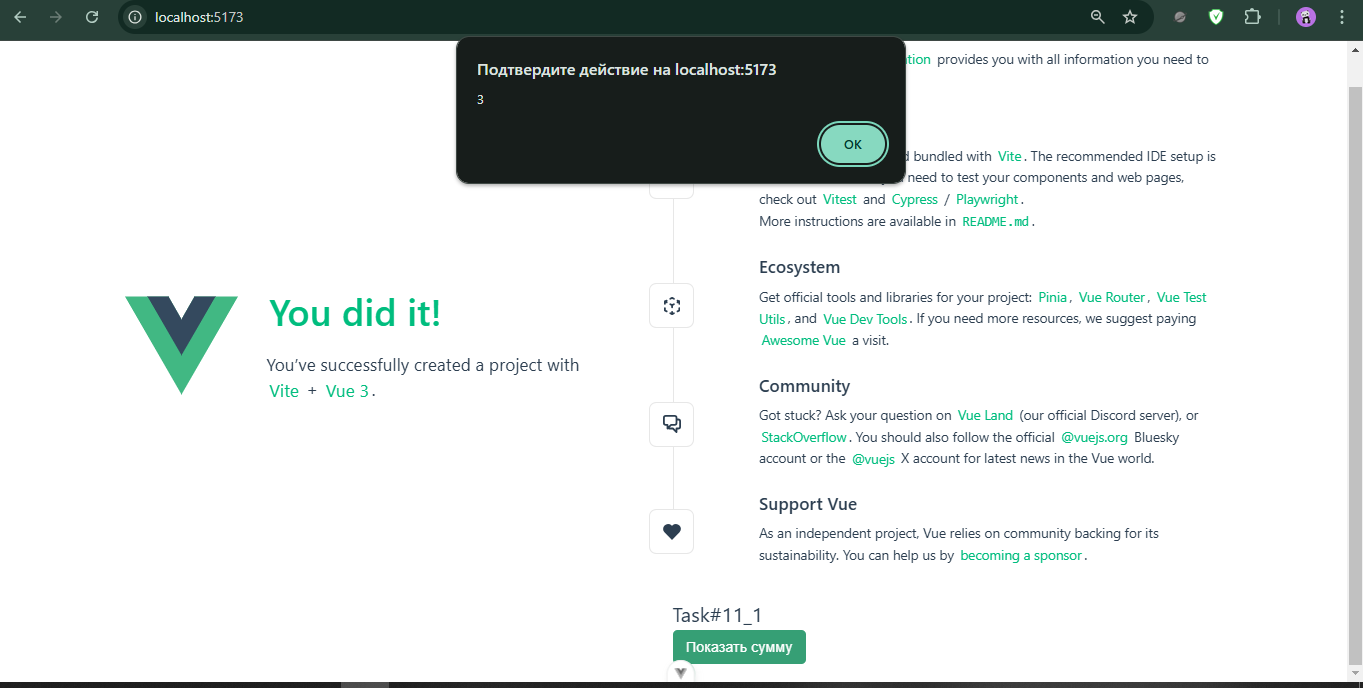 localhost:5173
Подтвердите действие на localhost:5173
3
OK
provides you with all information you need to
bundled with Vite. The recommended IDE setup is
need to test your components and web pages,
check out Vitest and Cypress / Playwright.
More instructions are available in README.md.
You did it!
You’ve successfully created a project with
Vite + Vue 3.
Ecosystem
Get official tools and libraries for your project: Pinia, Vue Router, Vue Test
Utils, and Vue Dev Tools. If you need more resources, we suggest paying
Awesome Vue a visit.
Community
Got stuck? Ask your question on Vue Land (our official Discord server), or
StackOverflow. You should also follow the official @vuejs.org Bluesky
account or the @vuejs X account for latest news in the Vue world.
Support Vue
As an independent project, Vue relies on community backing for its
sustainability. You can help us by becoming a sponsor.
Task#11_1
Показать сумму